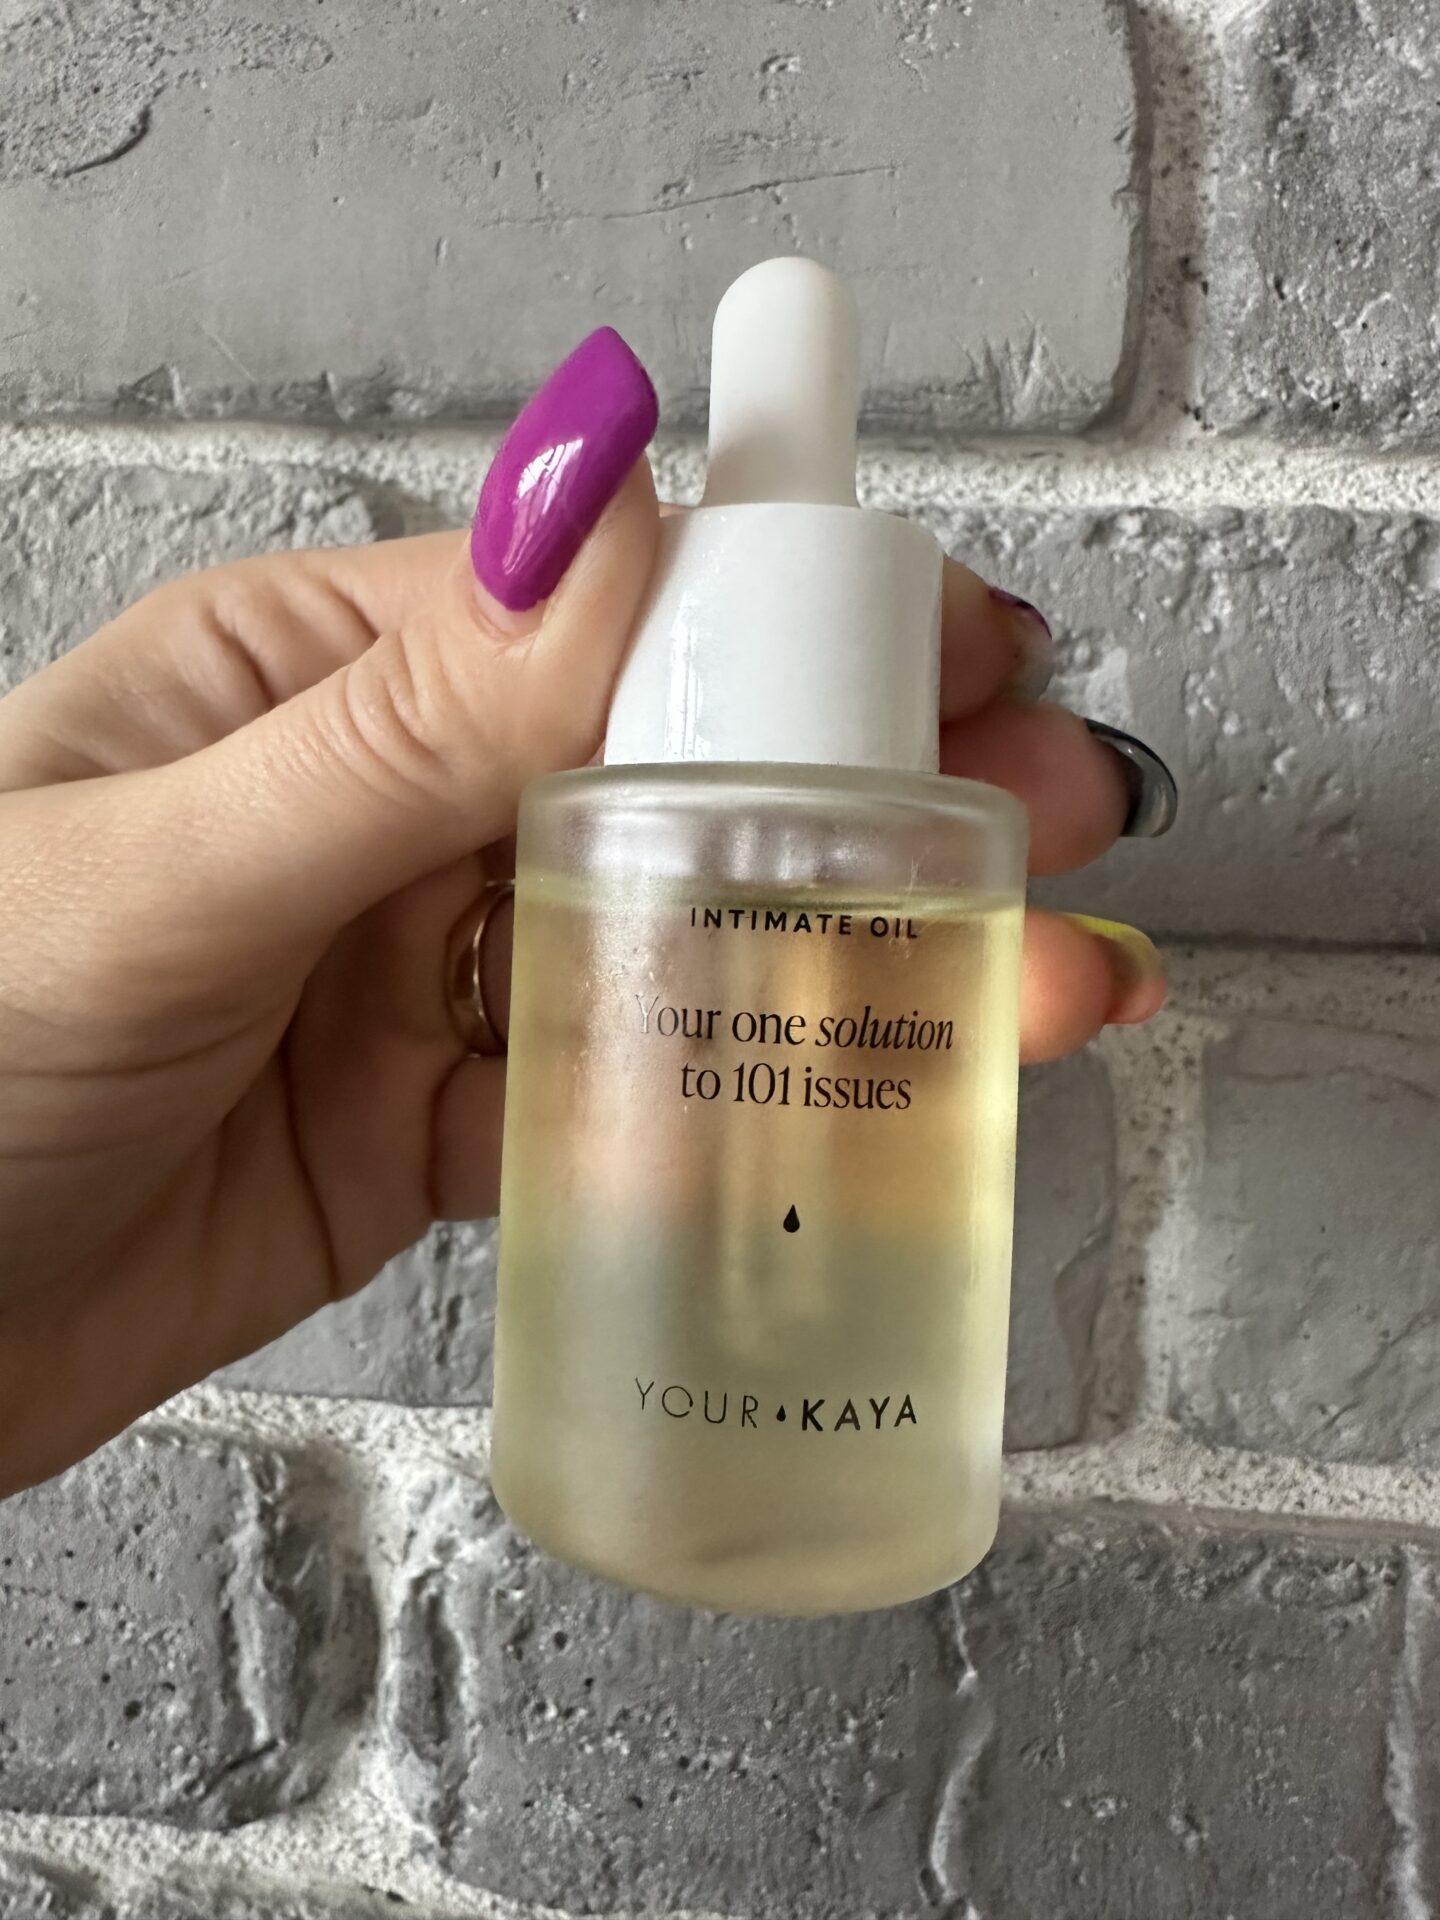 INTIMATE OIL
Your one solution
to 101 issues
YOUR KAYA